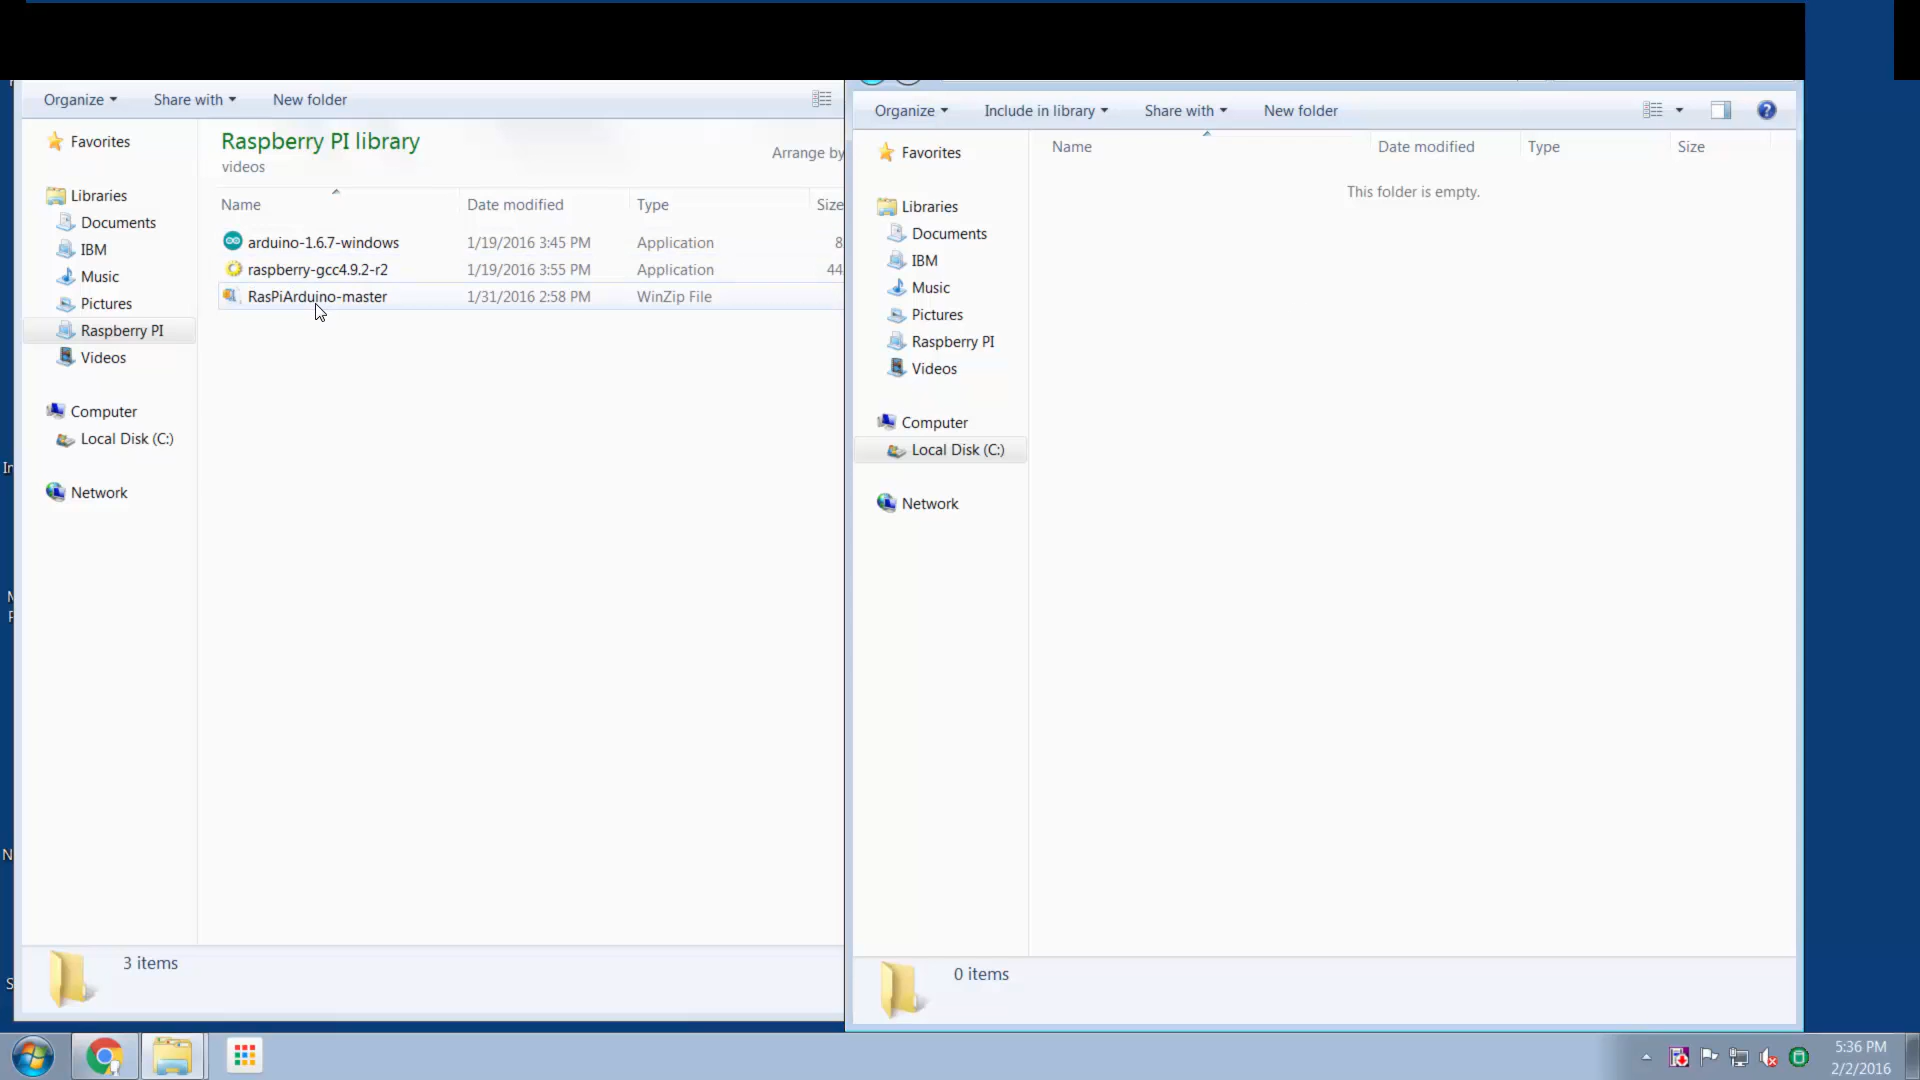 Organize Share with New folder
Raspberry PI library
videos
Arrange by
Name Date modified Type Size
arduino-1.6.7-windows 1/19/2016 3:45 PM Application 8
raspberry-gcc4.9.2-r2 1/19/2016 3:55 PM Application 44
RasPiArduino-master 1/31/2016 2:58 PM WinZip File
Favorites
Libraries
Documents
IBM
Music
Pictures
Raspberry PI
Videos
Computer
Local Disk (C:)
Network
3 items
Organize Include in library Share with New folder
Name Date modified Type Size
This folder is empty.
Favorites
Libraries
Documents
IBM
Music
Pictures
Raspberry PI
Videos
Computer
Local Disk (C:)
Network
0 items
5:36 PM
2/2/2016